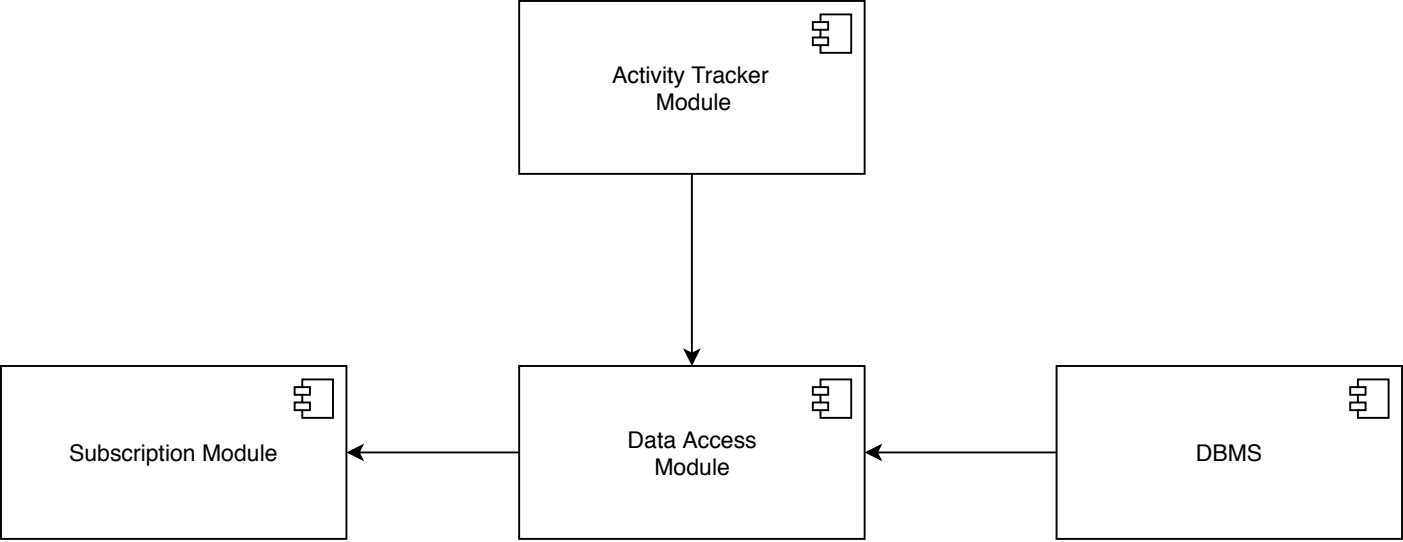 Activity Tracker
Module
Subscription Module
Data Access
Module
DBMS